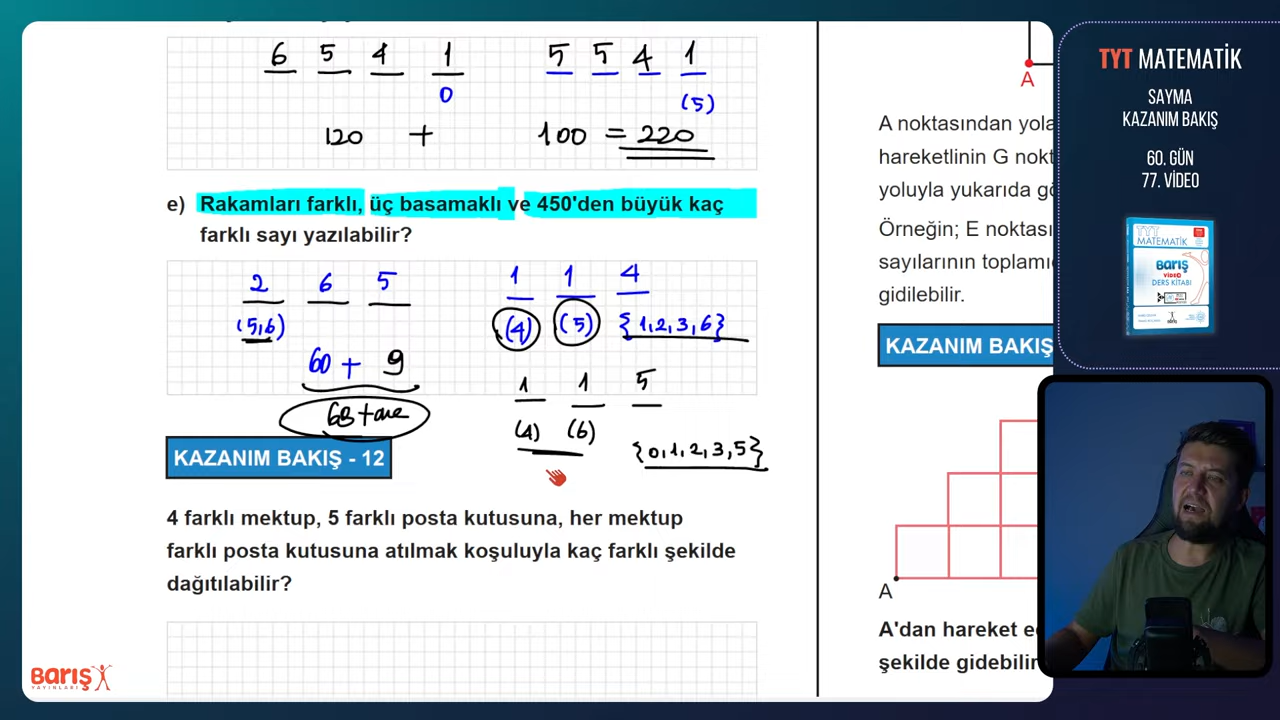 6 5 4 1
0
5 5 4 1
(5)
120 + 100 = 220
e) Rakamları farklı, üç basamaklı ve 450'den büyük kaç
farklı sayı yazılabilir?
2 6 5
(5,6)
60 + 9
1 1 4
(4) (5) {1,2,3,6}
1 1 5
(4) (6) {0,1,2,3,5}
KAZANIM BAKIŞ - 12
4 farklı mektup, 5 farklı posta kutusuna, her mektup
farklı posta kutusuna atılmak koşuluyla kaç farklı şekilde
dağıtılabilir?
BARIŞ
YAYINLARI
A
A noktasından yola
hareketlinin G nokt
yoluyla yukarıda
Örneğin; E noktası
sayılarının toplamı
gidilebilir.
KAZANIM BAKIŞ
A
A'dan hareket
şekilde gidebilir
TYT MATEMATİK
SAYMA
KAZANIM BAKIŞ
60. GÜN
77. VİDEO
TYT
MATEMATİK
BARIŞ
VİDEO
DERS KİTABI